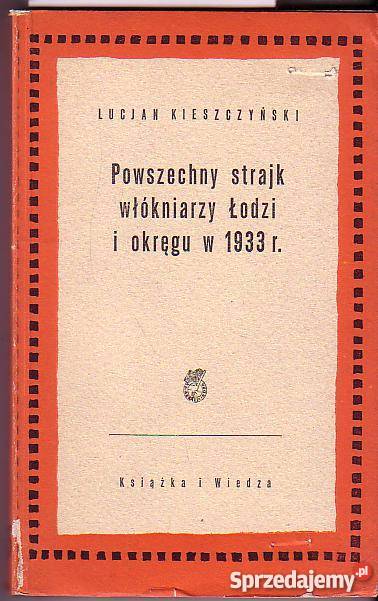 LUCJAN KIESZCZYŃSKI
Powszechny strajk
włókniarzy Łodzi
i okręgu w 1933 r.
Książka i Wiedza
Sprzedajemy.pl